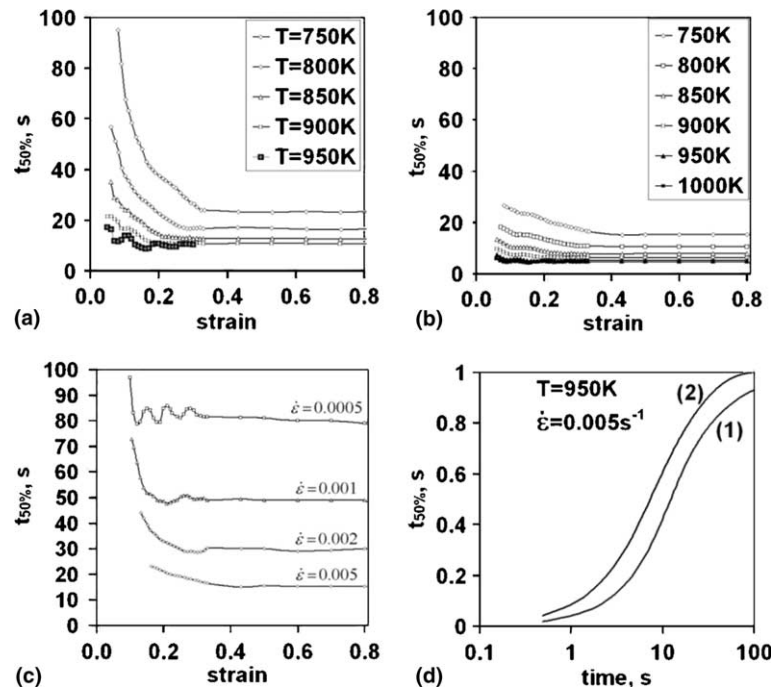 100
80
60
40
20
0
t50%, s
0.0 0.2 0.4 0.6 0.8
strain
T=750K
T=800K
T=850K
T=900K
T=950K
(a)
100
80
60
40
20
0
t50%, s
0.0 0.2 0.4 0.6 0.8
strain
750K
800K
850K
900K
950K
1000K
(b)
100
90
80
70
60
50
40
30
20
10
0
t50%, s
0.0 0.2 0.4 0.6 0.8
strain
ε̇=0.0005
ε̇=0.001
ε̇=0.002
ε̇=0.005
(c)
1
0.8
0.6
0.4
0.2
0
t50%, s
0.1 1 10 100
time, s
T=950K
ε̇=0.005s-1
(2)
(1)
(d)